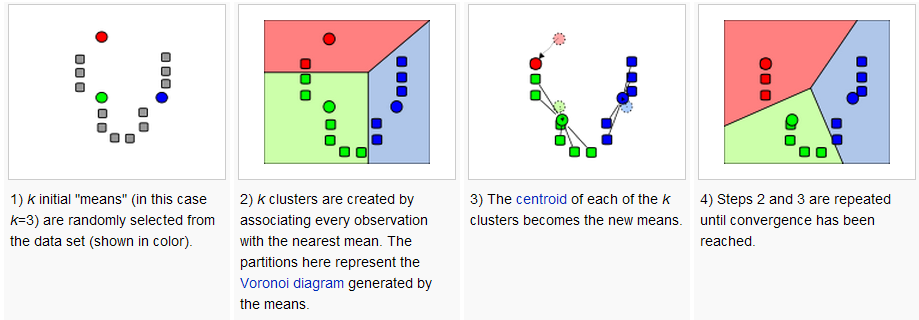 1) k initial "means" (in this case
k=3) are randomly selected from
the data set (shown in color).
2) k clusters are created by
associating every observation
with the nearest mean. The
partitions here represent the
Voronoi diagram generated by
the means.
3) The centroid of each of the k
clusters becomes the new means.
4) Steps 2 and 3 are repeated
until convergence has been
reached.